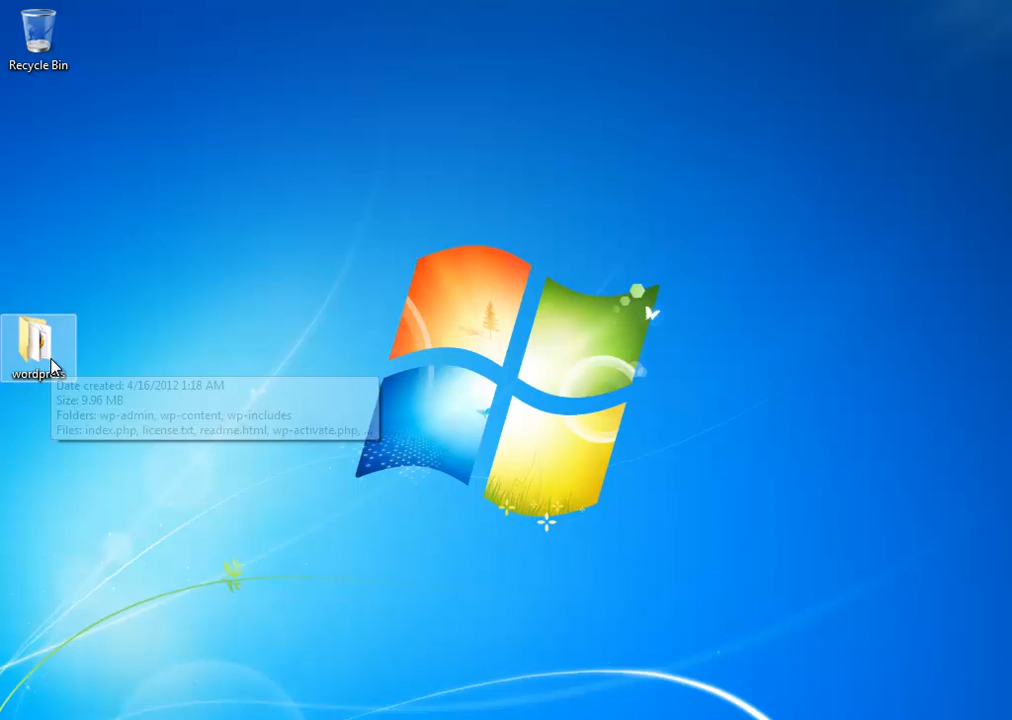 Recycle Bin
wordpress
Date created: 4/16/2012 1:18 AM
Size: 9.96 MB
Folders: wp-admin, wp-content, wp-includes
Files: index.php, license.txt, readme.html, wp-activate.php, ...